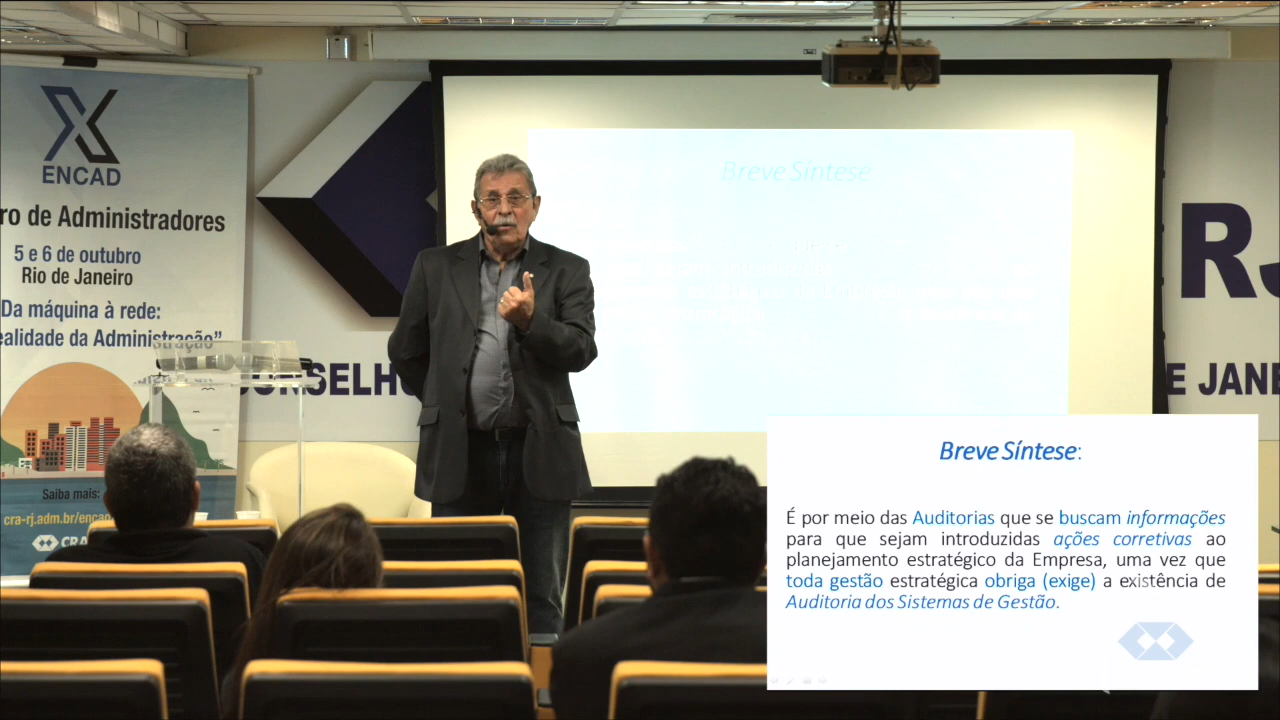 ENCAD
ro de Administradores
5 e 6 de outubro
Rio de Janeiro
Da máquina à rede:
ealidade da Administração”
Saiba mais:
cra-rj.adm.br/encad
CRA
Breve Síntese
RJ
CONSELHO
E JANE
Breve Síntese:
É por meio das Auditorias que se buscam informações
para que sejam introduzidas ações corretivas ao
planejamento estratégico da Empresa, uma vez que
toda gestão estratégica obriga (exige) a existência de
Auditoria dos Sistemas de Gestão.